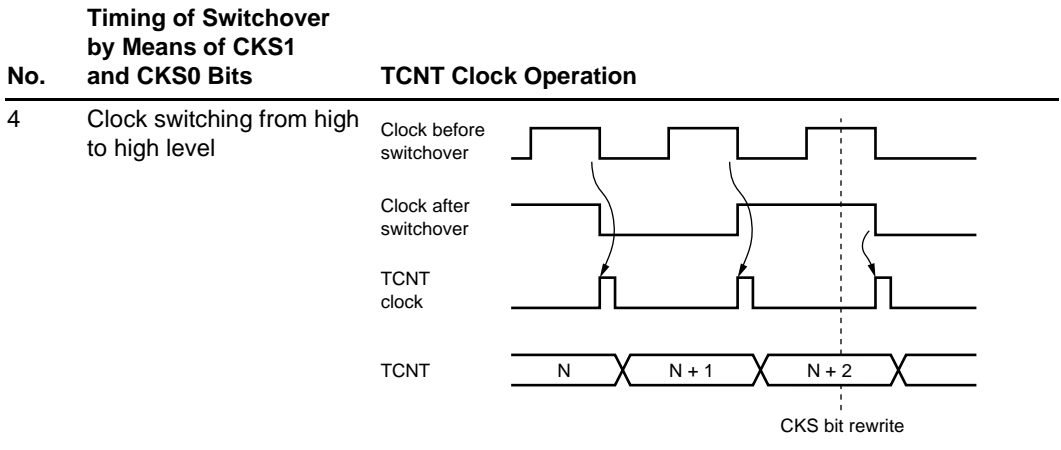 Timing of Switchover
by Means of CKS1
No. and CKS0 Bits TCNT Clock Operation
4 Clock switching from high
to high level
Clock before
switchover
Clock after
switchover
TCNT
clock
TCNT N N + 1 N + 2
CKS bit rewrite